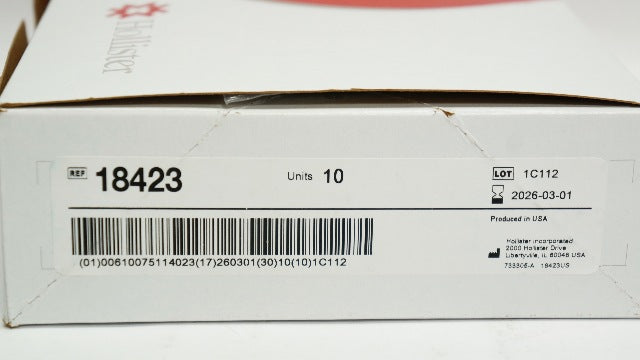 Hollister
REF 18423 Units 10 LOT 1C112
2026-03-01
(01)00610075114023(17)260301(30)10(10)1C112
Produced in USA
Hollister Incorporated
2000 Hollister Drive
Libertyville, IL 60048 USA
733305-A 18423US